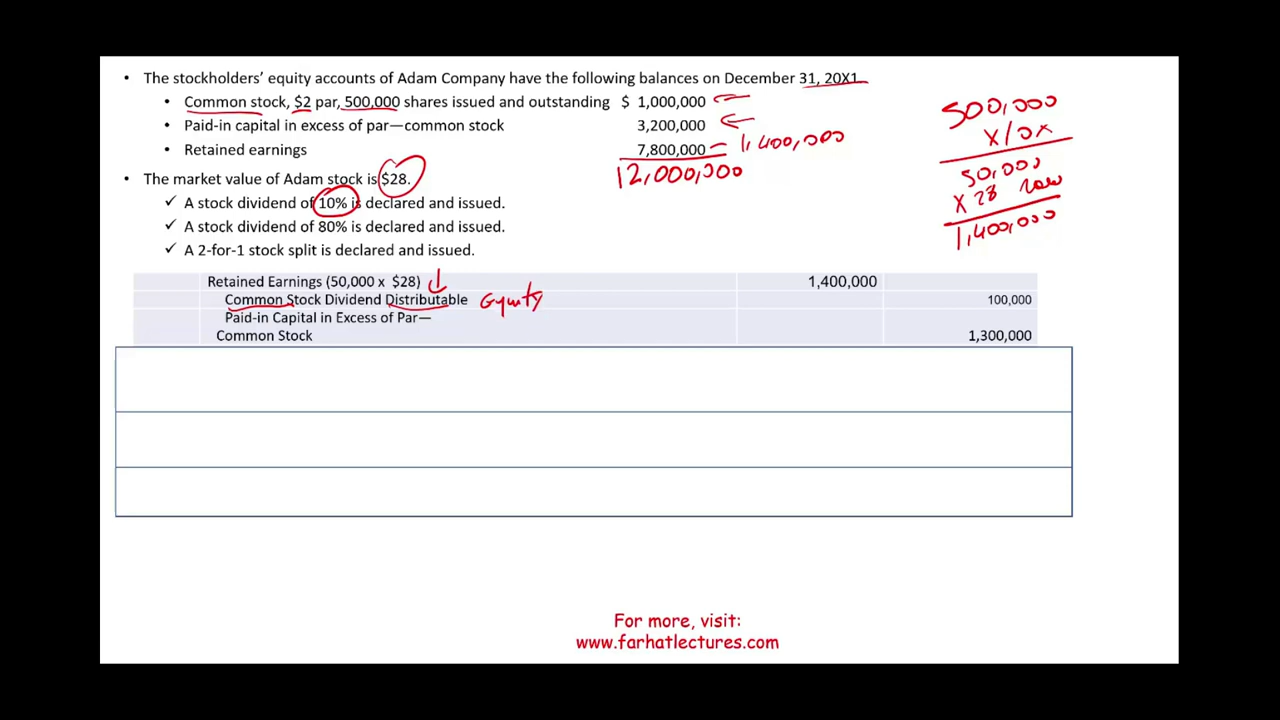 • The stockholders' equity accounts of Adam Company have the following balances on December 31, 20X1
• Common stock, $2 par, 500,000 shares issued and outstanding $ 1,000,000
• Paid-in capital in excess of par—common stock 3,200,000
• Retained earnings 7,800,000 – 1,400,000
12,000,000
• The market value of Adam stock is $28.
✓ A stock dividend of 10% is declared and issued.
✓ A stock dividend of 80% is declared and issued.
✓ A 2-for-1 stock split is declared and issued.
500,000
X 10%
50,000
X 28
1,400,000
Retained Earnings (50,000 x $28) 1,400,000
Common Stock Dividend Distributable Equity 100,000
Paid-in Capital in Excess of Par—
Common Stock 1,300,000
For more, visit:
www.farhatlectures.com